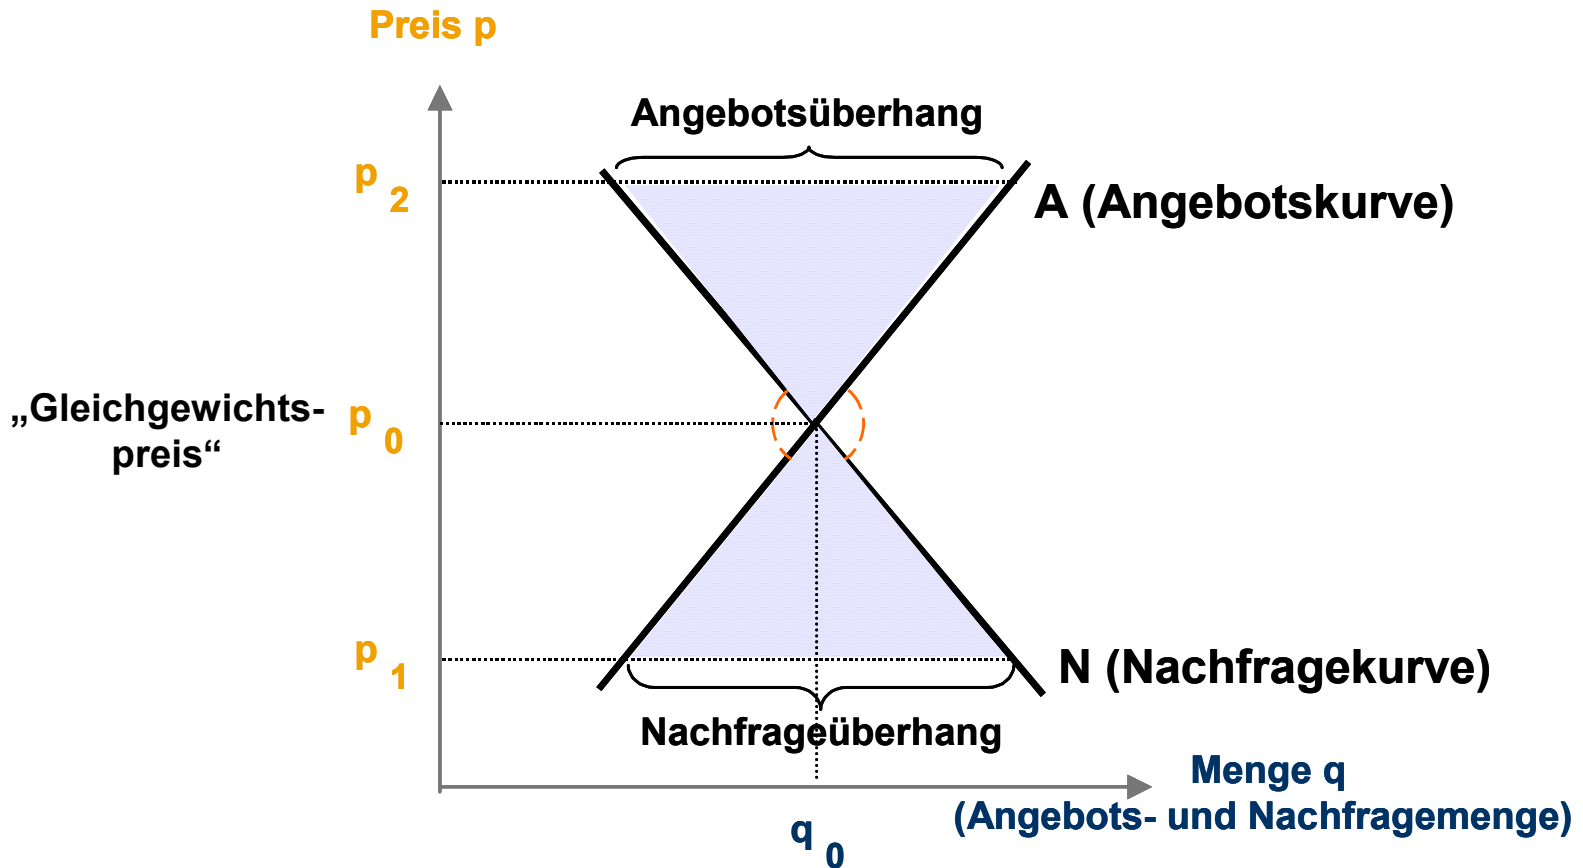 Preis p
Angebotsüberhang
p 2
A (Angebotskurve)
„Gleichgewichts-
preis“
p 0
p 1
N (Nachfragekurve)
Nachfrageüberhang
Menge q
(Angebots- und Nachfragemenge)
q 0